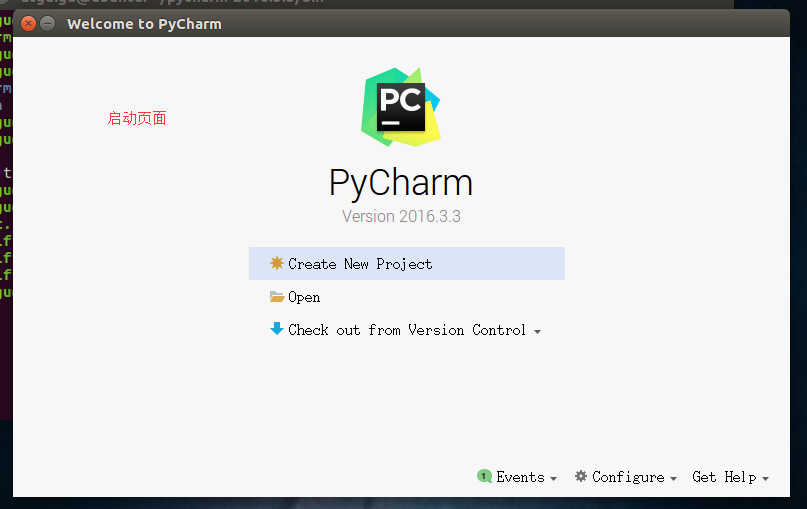 Welcome to PyCharm
启动页面
PC
PyCharm
Version 2016.3.3
Create New Project
Open
Check out from Version Control
1 Events
Configure
Get Help